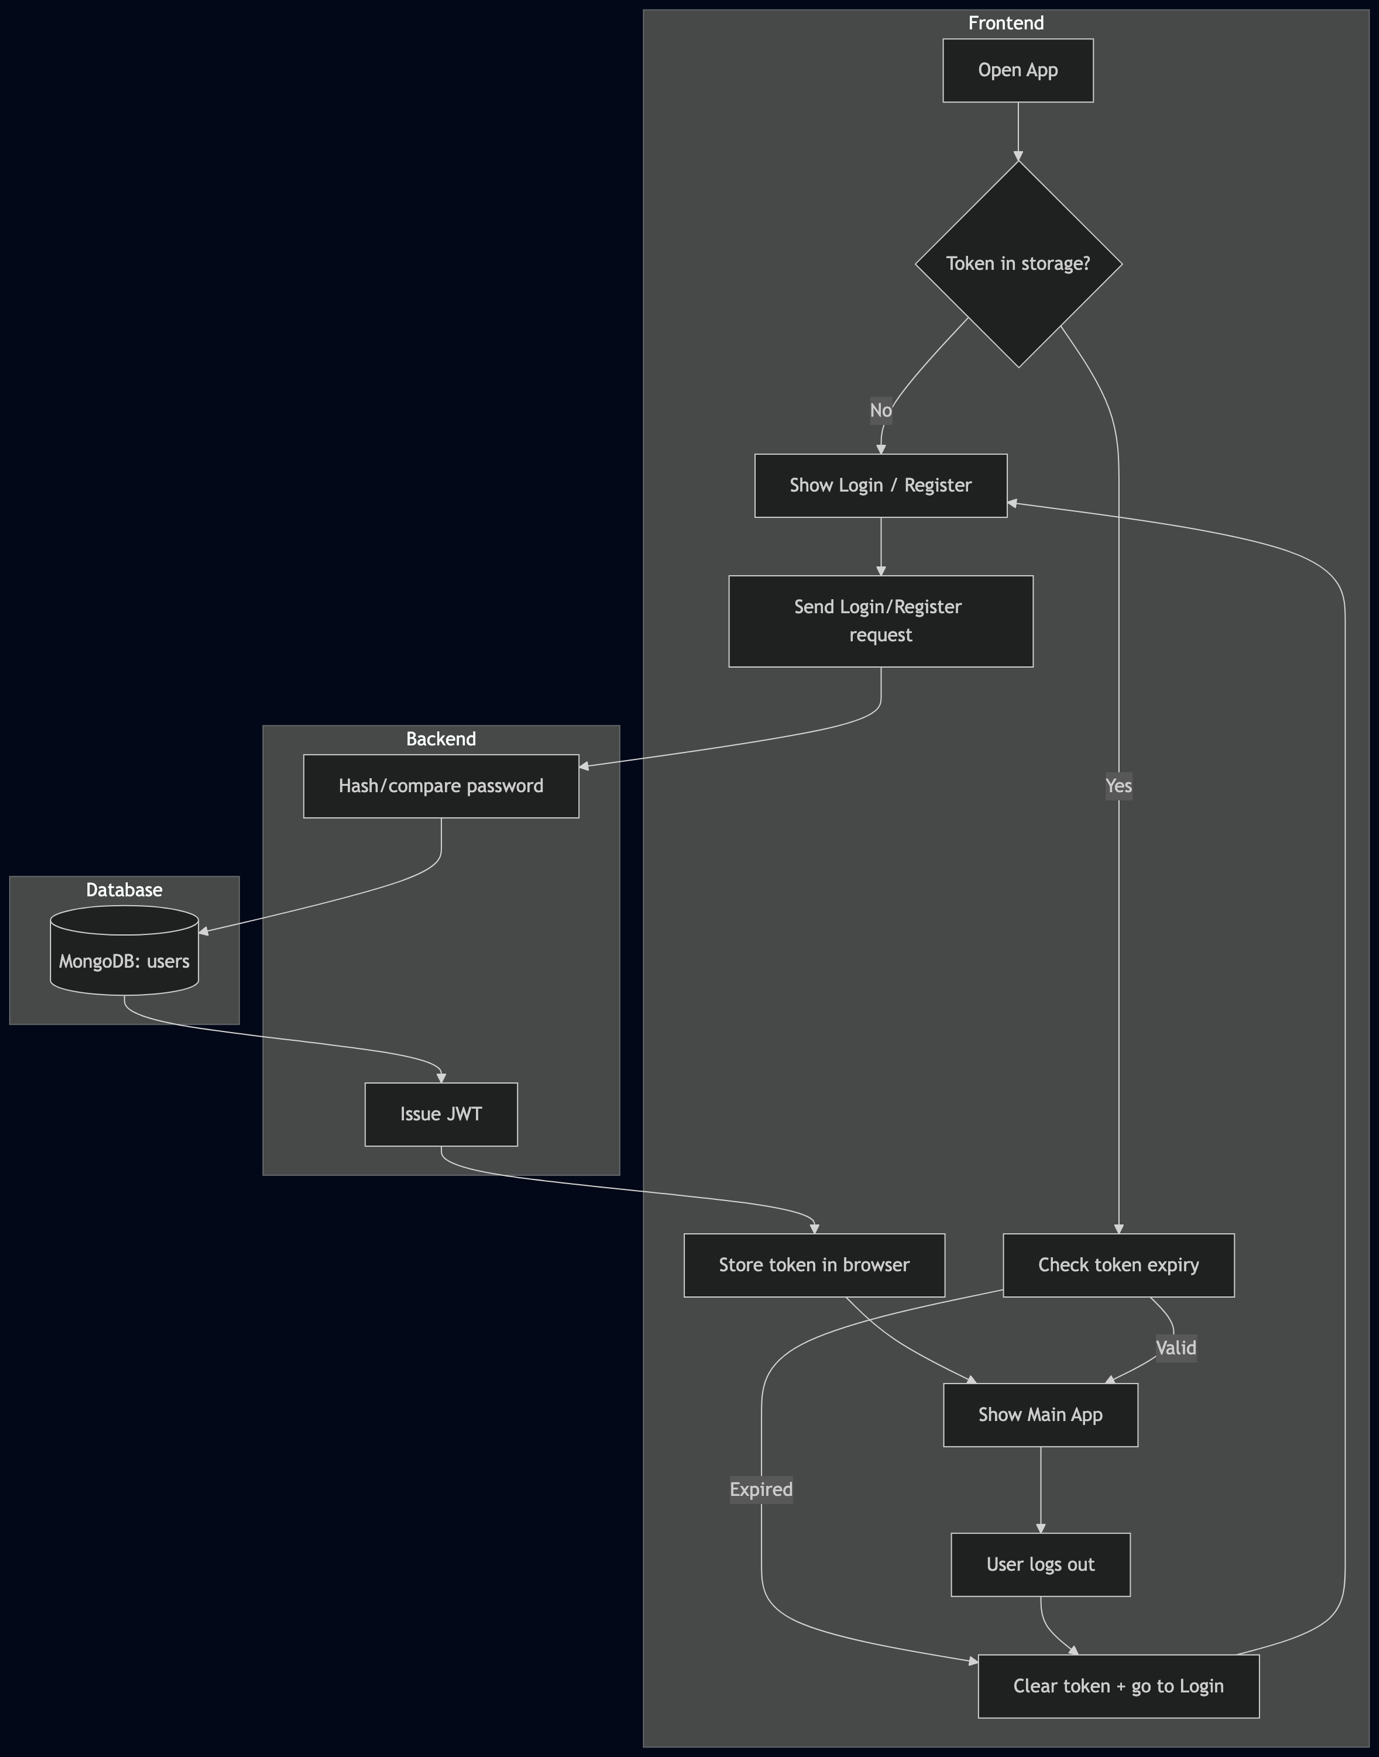 Frontend
Open App
Token in storage?
No
Show Login / Register
Send Login/Register
request
Backend
Hash/compare password
Yes
Database
MongoDB: users
Issue JWT
Store token in browser
Check token expiry
Valid
Show Main App
Expired
User logs out
Clear token + go to Login